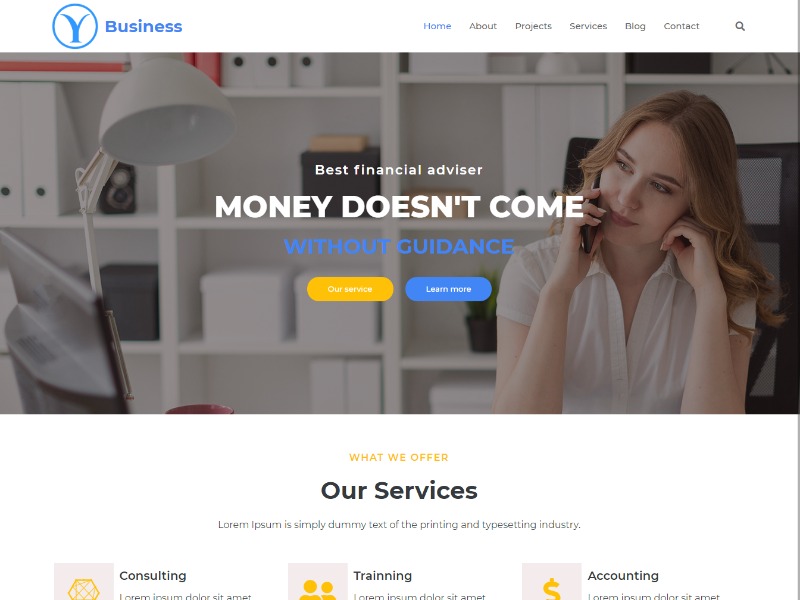 Business
Home About Projects Services Blog Contact
Best financial adviser
MONEY DOESN'T COME
WITHOUT GUIDANCE
Our service Learn more
WHAT WE OFFER
Our Services
Lorem Ipsum is simply dummy text of the printing and typesetting industry.
Consulting Trainning Accounting
Lorem ipsum dolor sit amet Lorem ipsum dolor sit amet Lorem ipsum dolor sit amet